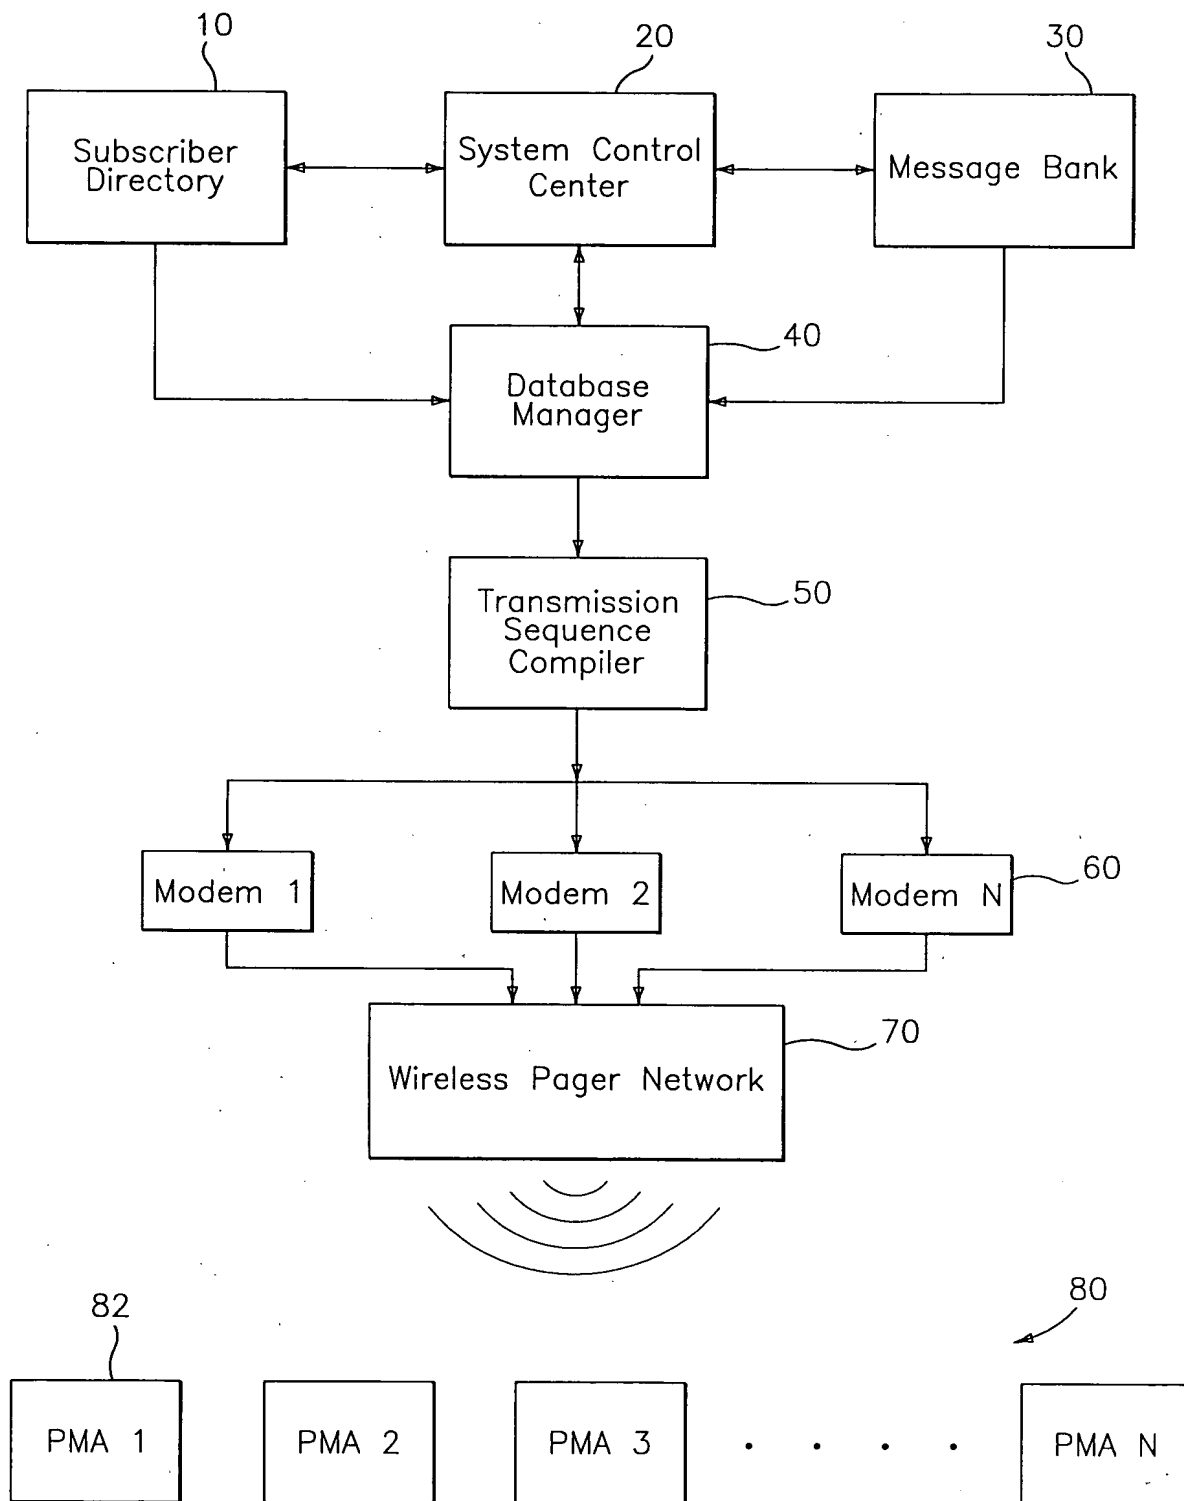 10
20
30
Subscriber
Directory
System Control
Center
Message Bank
40
Database
Manager
50
Transmission
Sequence
Compiler
Modem 1
Modem 2
Modem N
60
70
Wireless Pager Network
82
80
PMA 1
PMA 2
PMA 3
PMA N